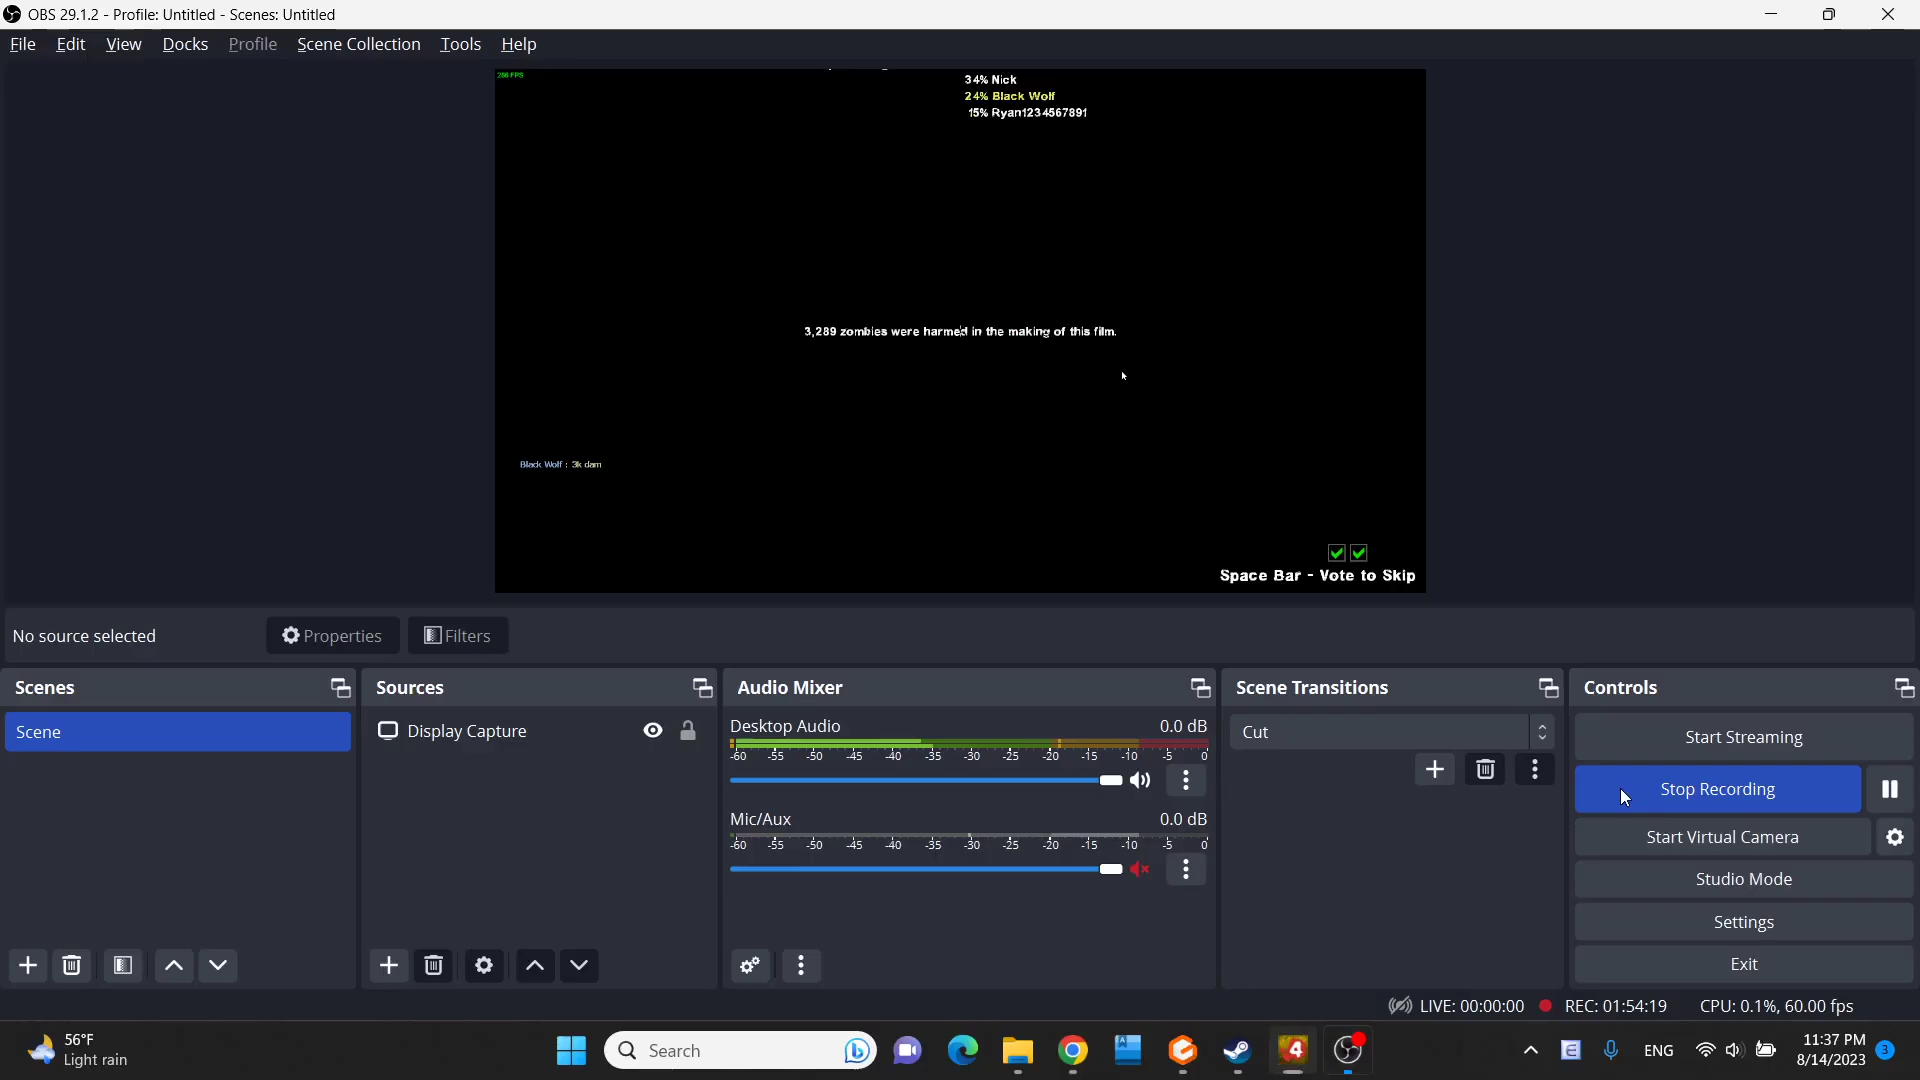 OBS 29.1.2 - Profile: Untitled - Scenes: Untitled
File Edit View Docks Profile Scene Collection Tools Help
286 FPS
34% Nick
24% Black Wolf
15% Ryan1234567891
3,289 zombies were harmed in the making of this film.
Black Wolf : 3k dam
Space Bar - Vote to Skip
No source selected Properties Filters
Scenes Sources Audio Mixer Scene Transitions Controls
Scene
Display Capture
Desktop Audio 0.0 dB
-60 -55 -50 -45 -40 -35 -30 -25 -20 -15 -10 -5 0
Mic/Aux 0.0 dB
-60 -55 -50 -45 -40 -35 -30 -25 -20 -15 -10 -5 0
Cut
Start Streaming
Stop Recording
Start Virtual Camera
Studio Mode
Settings
Exit
LIVE: 00:00:00 REC: 01:54:19 CPU: 0.1%, 60.00 fps
56°F
Light rain
Search
4
ENG
11:37 PM
8/14/2023
3